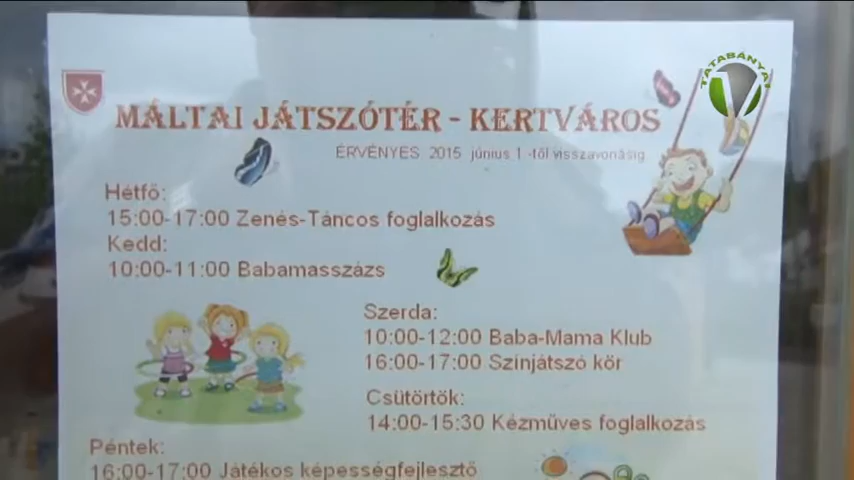 TATABÁNYAI
TV
MÁLTAI JÁTSZÓTÉR - KERTVÁROS
ÉRVÉNYES 2015 június 1 -től visszavonásig
Hétfő:
15:00-17:00 Zenés-Táncos foglalkozás
Kedd:
10:00-11:00 Babamasszázs
Szerda:
10:00-12:00 Baba-Mama Klub
16:00-17:00 Színjátszó kör
Csütörtök:
14:00-15:30 Kézműves foglalkozás
Péntek:
16:00-17:00 Játékos képességfejlesztő